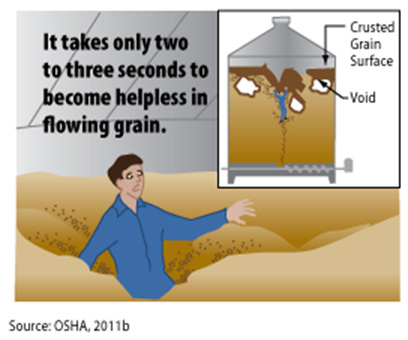 It takes only two
to three seconds to
become helpless in
flowing grain.
Crusted
Grain
Surface
Void
Source: OSHA, 2011b